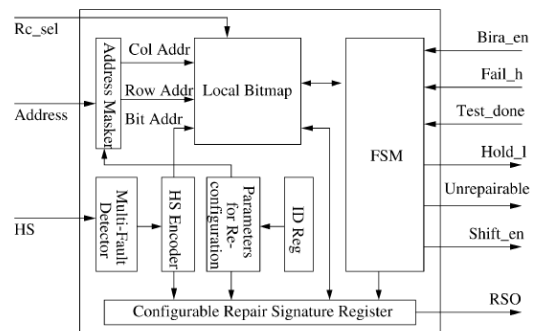 Rc_sel
Address
HS
Address Masker
Col Addr
Row Addr
Bit Addr
Local Bitmap
FSM
Multi-Fault
Detector
HS Encoder
Parameters
for Re-
configuration
ID Reg
Configurable Repair Signature Register
Bira_en
Fail_h
Test_done
Hold_l
Unrepairable
Shift_en
RSO